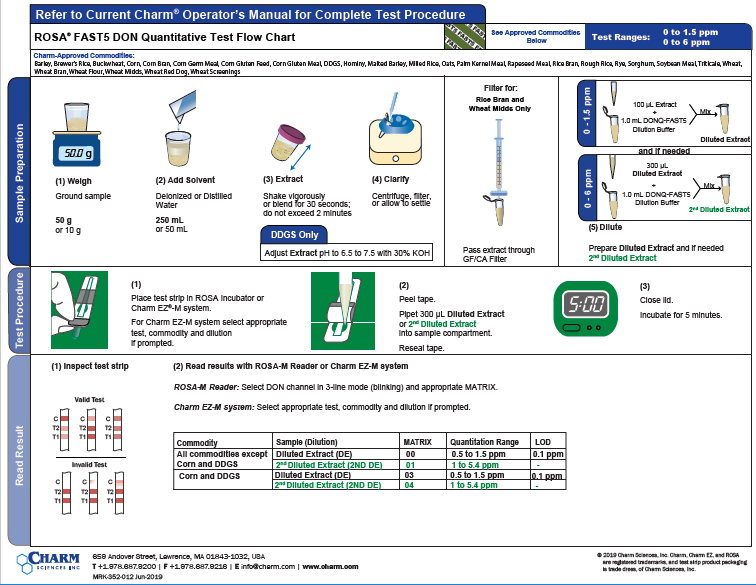 Refer to Current Charm® Operator's Manual for Complete Test Procedure
ROSA® FAST5 DON Quantitative Test Flow Chart
See Approved Commodities
Below
Test Ranges:
0 to 1.5 ppm
0 to 6 ppm
Charm-Approved Commodities:
Barley, Brewer's Rice, Buckwheat, Corn, Corn Bran, Corn Germ Meal, Corn Gluten Feed, Corn Gluten Meal, DDGS, Hominy, Malted Barley, Milled Rice, Oats, Palm Kernel Meal, Rapeseed Meal, Rice Bran, Rough Rice, Rye, Sorghum, Soybean Meal, Triticale, Wheat,
Wheat Bran, Wheat Flour, Wheat Midds, Wheat Red Dog, Wheat Screenings
Sample Preparation
50.0 g
(1) Weigh
Ground sample
50 g
or 10 g
(2) Add Solvent
Deionized or Distilled
Water
250 mL
or 50 mL
(3) Extract
Shake vigorously
or blend for 30 seconds;
do not exceed 2 minutes
DDGS Only
Adjust Extract pH to 6.5 to 7.5 with 30% KOH
(4) Clarify
Centrifuge, filter,
or allow to settle
Filter for:
Rice Bran and
Wheat Midds Only
Pass extract through
GF/CA Filter
0 - 1.5 ppm
100 µL Extract
+
1.0 mL DONQ-FAST5
Dilution Buffer
Mix
Diluted Extract
and if needed
0 - 6 ppm
300 µL
Diluted Extract
+
1.0 mL DONQ-FAST5
Dilution Buffer
Mix
2nd Diluted Extract
(5) Dilute
Prepare Diluted Extract and if needed
2nd Diluted Extract
Test Procedure
(1)
Place test strip in ROSA Incubator or
Charm EZ®-M system.
For Charm EZ-M system select appropriate
test, commodity and dilution
if prompted.
(2)
Peel tape.
Pipet 300 µL Diluted Extract
or 2nd Diluted Extract
into sample compartment.
Reseal tape.
5:00
(3)
Close lid.
Incubate for 5 minutes.
Read Result
(1) Inspect test strip
Valid Test
C
T2
T1
C
T2
T1
C
T2
T1
Invalid Test
C
T2
T1
C
T2
T1
C
T2
T1
(2) Read results with ROSA-M Reader or Charm EZ-M system
ROSA-M Reader: Select DON channel in 3-line mode (blinking) and appropriate MATRIX.
Charm EZ-M system: Select appropriate test, commodity and dilution if prompted.
Commodity Sample (Dilution) MATRIX Quantitation Range LOD
All commodities except Diluted Extract (DE) 00 0.5 to 1.5 ppm 0.1 ppm
Corn and DDGS 2nd Diluted Extract (2ND DE) 01 1 to 5.4 ppm -
Corn and DDGS Diluted Extract (DE) 03 0.5 to 1.5 ppm 0.1 ppm
2nd Diluted Extract (2ND DE) 04 1 to 5.4 ppm -
CHARM
SCIENCES INC
659 Andover Street, Lawrence, MA 01843-1032, USA
T +1.978.687.9200 | F +1.978.687.9216 | E info@charm.com | www.charm.com
MRK-352-012 Jun-2019
© 2019 Charm Sciences, Inc. Charm, Charm EZ, and ROSA
are registered trademarks, and test strip product packaging
is trade dress, of Charm Sciences, Inc.